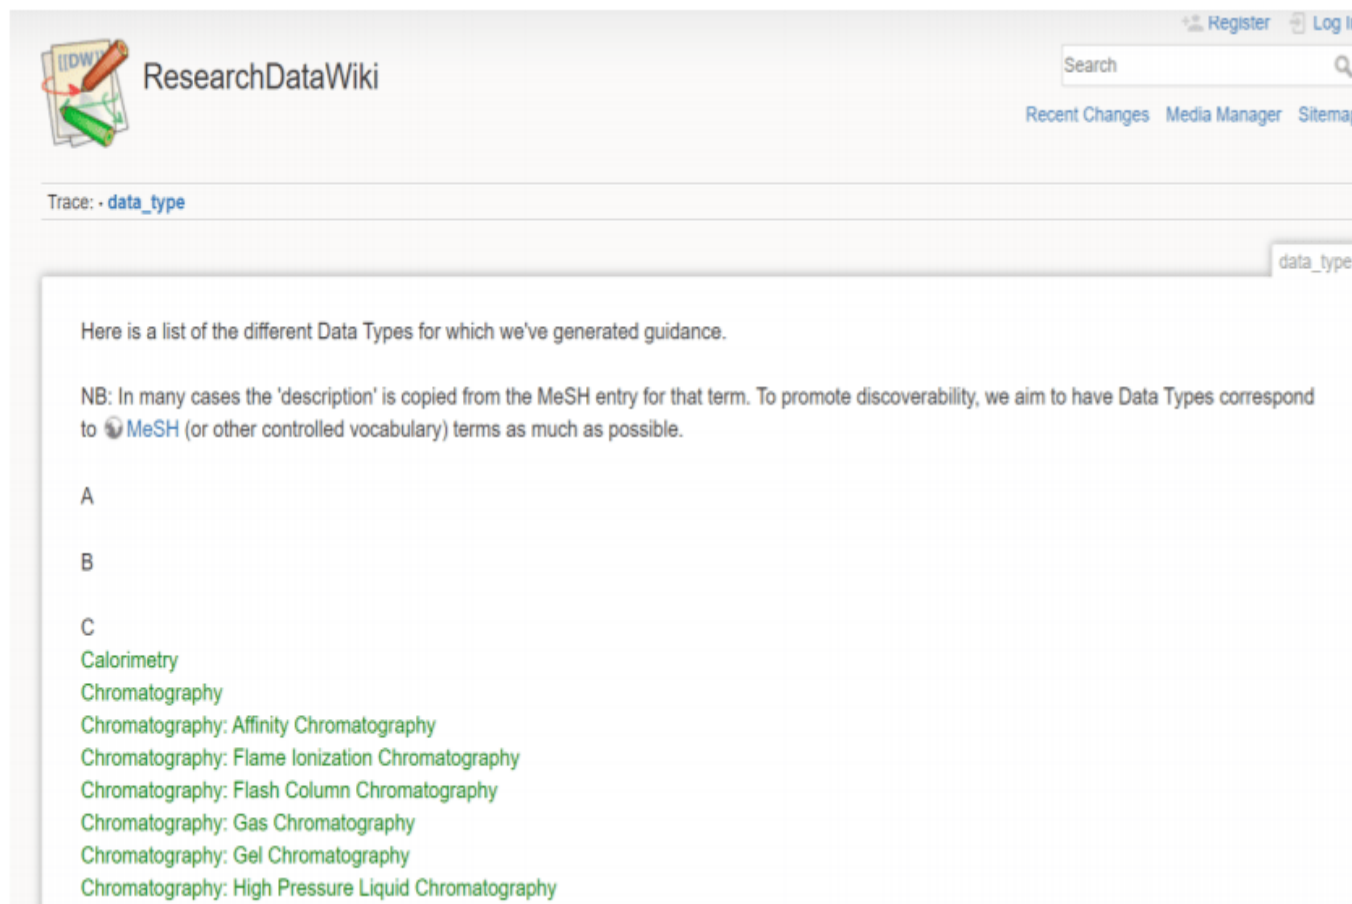 Register Log In
[[DW]]
ResearchDataWiki
Search
Recent Changes Media Manager Sitemap
Trace: • data_type
data_type
Here is a list of the different Data Types for which we've generated guidance.
NB: In many cases the 'description' is copied from the MeSH entry for that term. To promote discoverability, we aim to have Data Types correspond
to MeSH (or other controlled vocabulary) terms as much as possible.
A
B
C
Calorimetry
Chromatography
Chromatography: Affinity Chromatography
Chromatography: Flame Ionization Chromatography
Chromatography: Flash Column Chromatography
Chromatography: Gas Chromatography
Chromatography: Gel Chromatography
Chromatography: High Pressure Liquid Chromatography